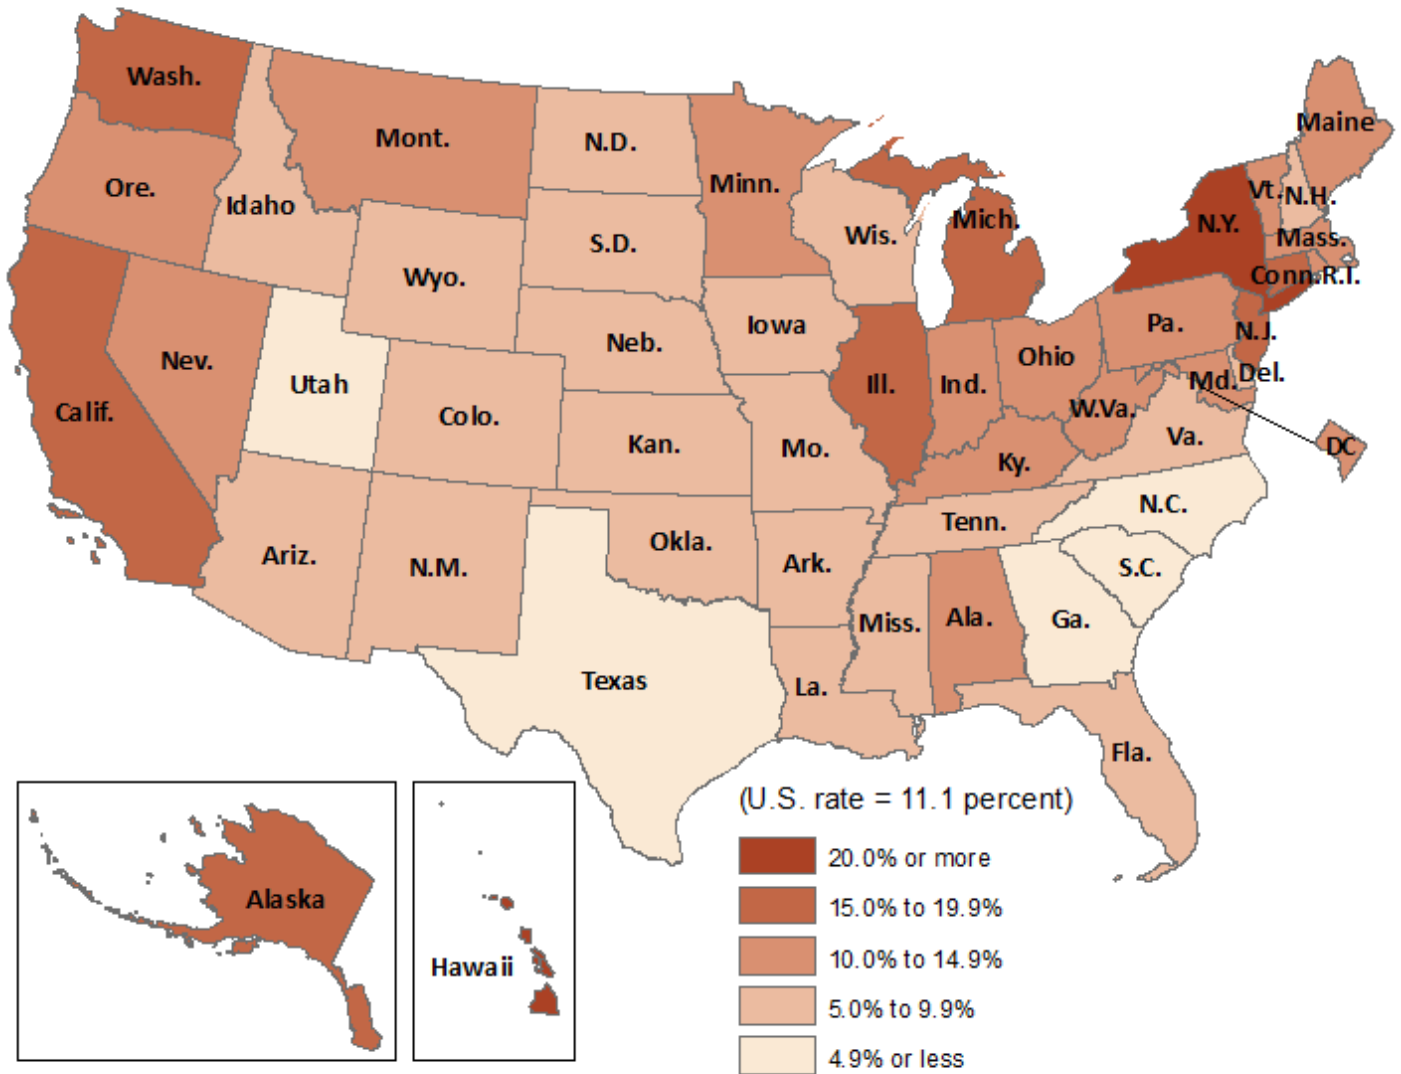 Wash.
Maine
Mont.
N.D.
Minn.
Ore.
Idaho
Vt.
N.H.
Mich.
N.Y.
Wis.
S.D.
Mass.
Wyo.
Conn.
R.I.
Iowa
Pa.
N.J.
Neb.
Ohio
Nev.
Utah
Ill.
Ind.
Md.
Del.
Calif.
Colo.
W.Va.
Va.
DC
Kan.
Mo.
Ky.
N.C.
Tenn.
Okla.
Ariz.
N.M.
Ark.
S.C.
Miss.
Ala.
Ga.
Texas
La.
Fla.
Alaska
Hawaii
(U.S. rate = 11.1 percent)
20.0% or more
15.0% to 19.9%
10.0% to 14.9%
5.0% to 9.9%
4.9% or less